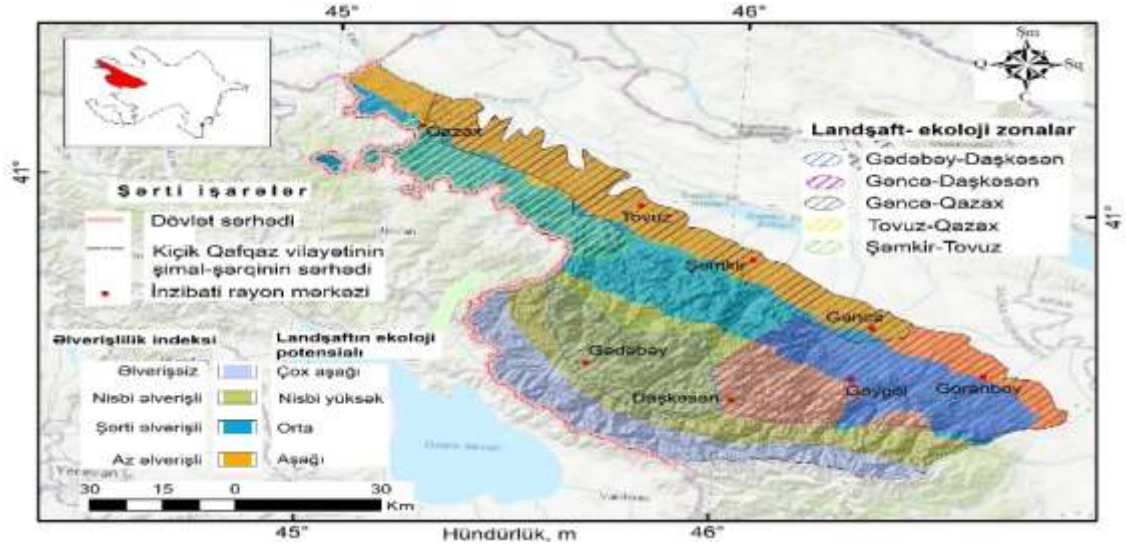 45° 46°
Şm
Q Şq
C
41°
41°
Landşaft- ekoloji zonalar
Gədəbəy-Daşkəsən
Gəncə-Daşkəsən
Gəncə-Qazax
Tovuz-Qazax
Şəmkir-Tovuz
Qazax
Tovuz
Şəmkir
Gəncə
Gədəbəy
Daşkəsən
Göygöl
Goranboy
Şərti işarələr
Dövlət sərhədi
Kiçik Qafqaz vilayətinin
şimal-şərqinin sərhədi
İnzibati rayon mərkəzi
Əlverişlilik indeksi
Landşaftın ekoloji
potensialı
Əlverişsiz Çox aşağı
Nisbi əlverişli Nisbi yüksək
Şərti əlverişli Orta
Az əlverişli Aşağı
Yerevan
30 15 0 30
Km
45° 46°
Hündürlük, m